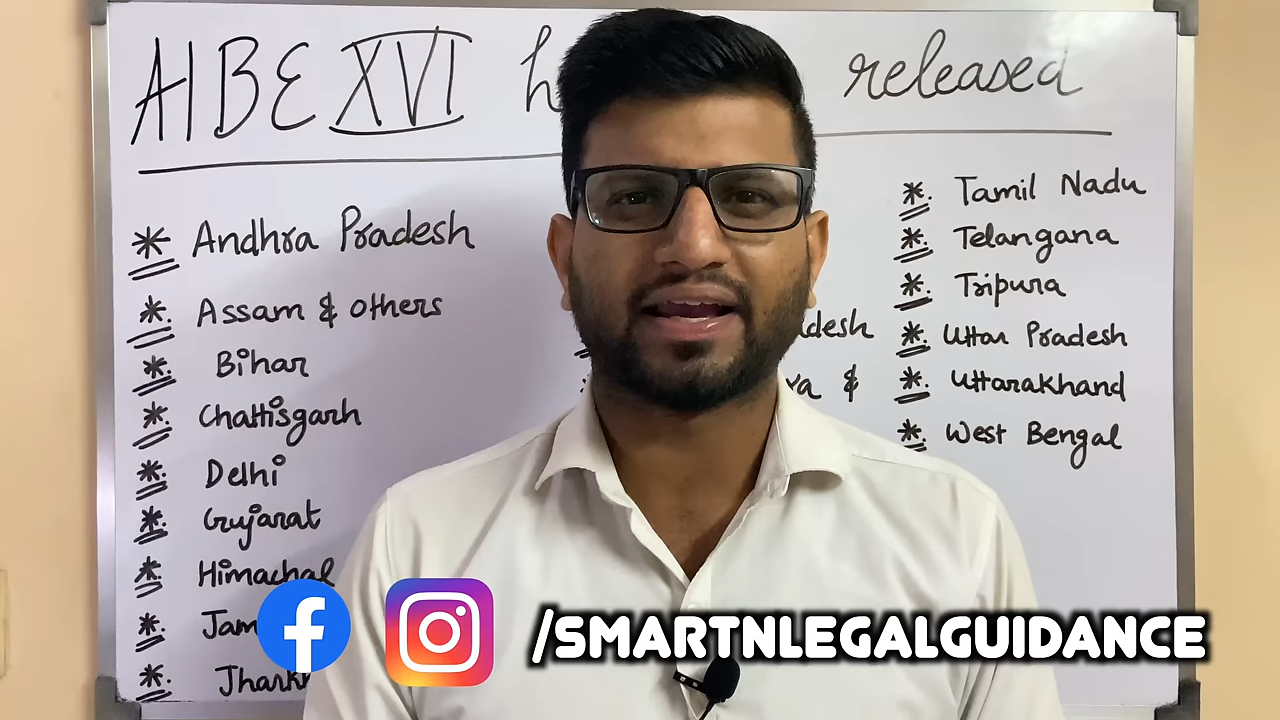 AIBE XVI released
* Andhra Pradesh
* Assam & others
* Bihar
* Chattisgarh
* Delhi
* Gujarat
* Himachal
* Tamil Nadu
* Telangana
* Tripura
* Uttar Pradesh
* Uttarakhand
* West Bengal
/SMARTNLEGALGUIDANCE